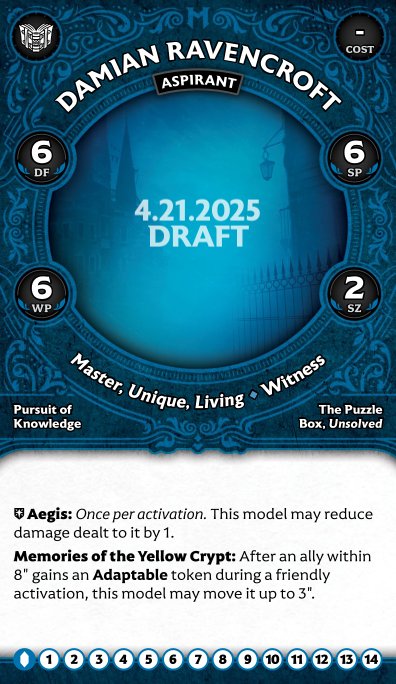 -
COST
DAMIAN RAVENCROFT
ASPIRANT
6
DF
6
SP
4.21.2025
DRAFT
6
WP
2
SZ
Master, Unique, Living ♦ Witness
Pursuit of
Knowledge
The Puzzle
Box, Unsolved
Aegis: Once per activation. This model may reduce
damage dealt to it by 1.
Memories of the Yellow Crypt: After an ally within
8" gains an Adaptable token during a friendly
activation, this model may move it up to 3".
1 2 3 4 5 6 7 8 9 10 11 12 13 14